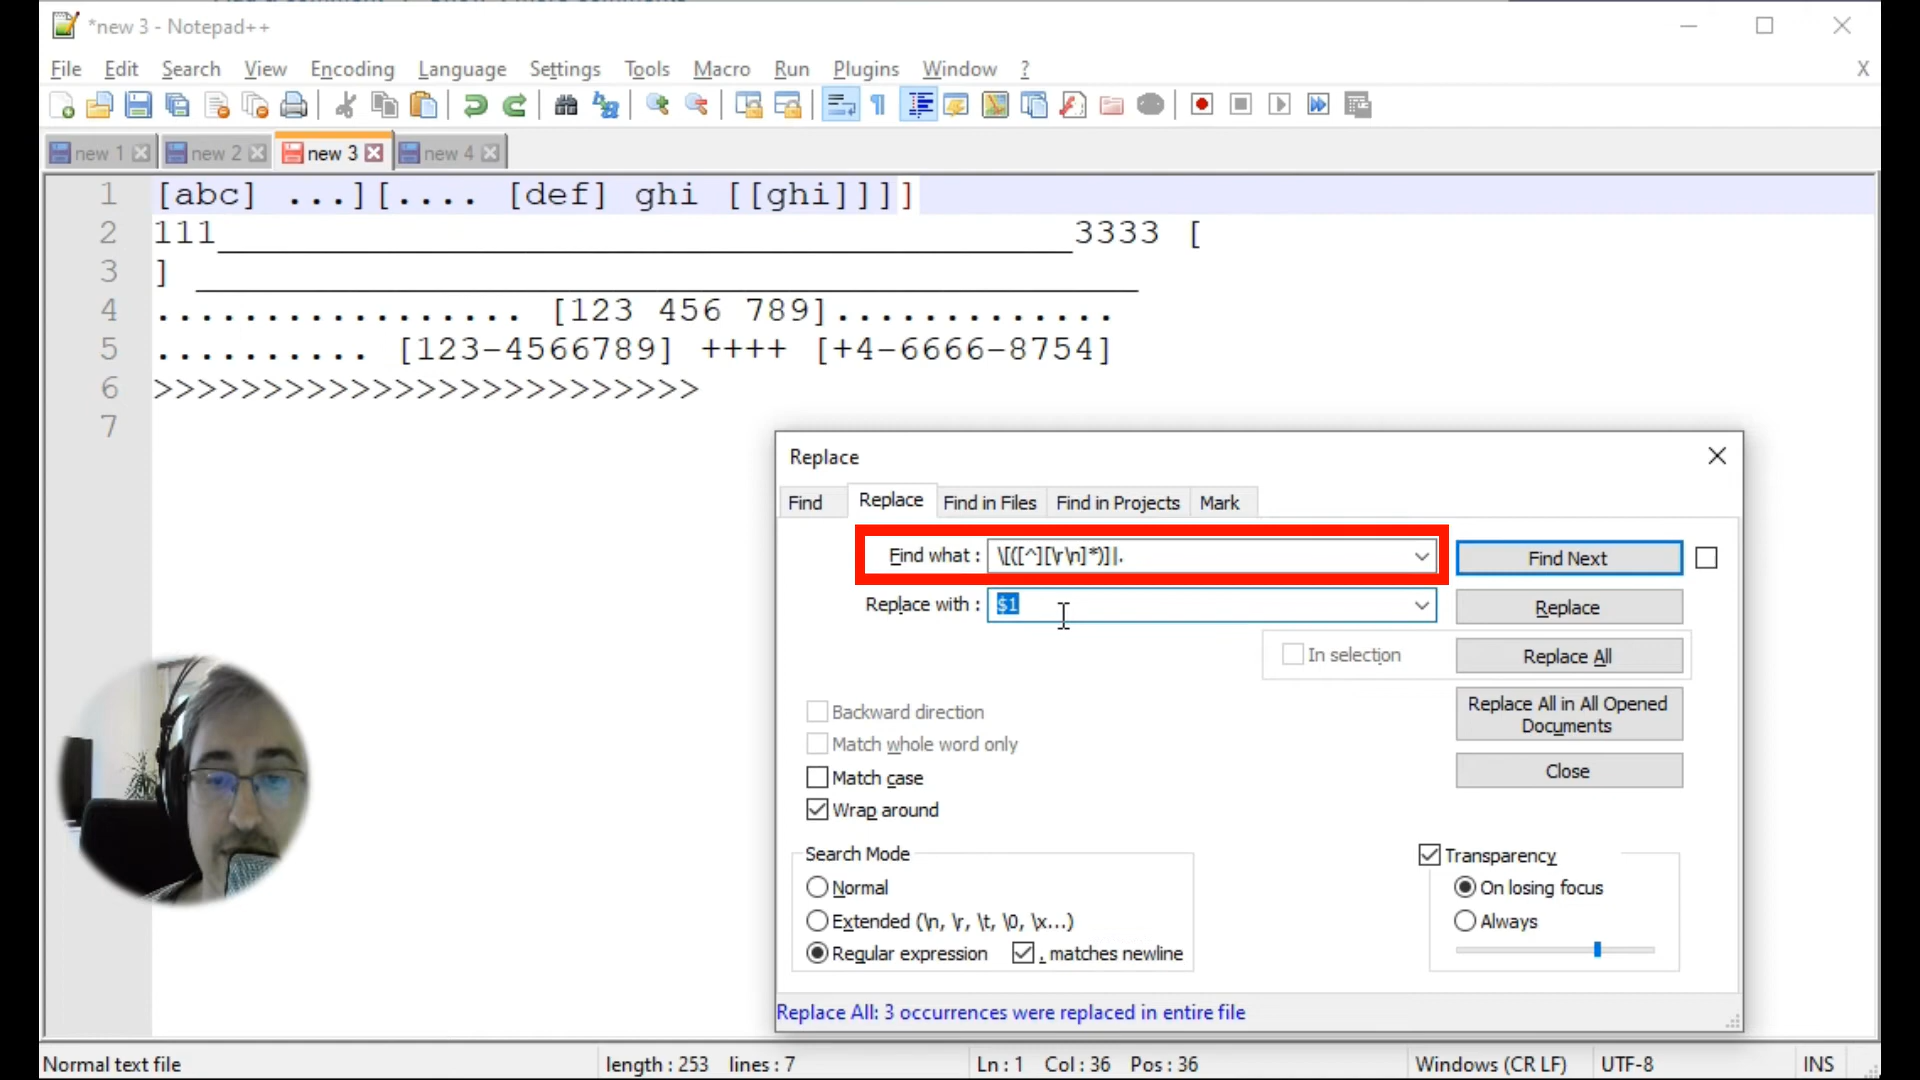 *new 3 - Notepad++
File Edit Search View Encoding Language Settings Tools Macro Run Plugins Window ? X
new 1 new 2 new 3 new 4
1 [abc] ...][.... [def] ghi [[ghi]]]]
2 111________________________________________3333 [
3 ] ____________________________________________
4 ................. [123 456 789].............
5 .......... [123-4566789] ++++ [+4-6666-8754]
6 >>>>>>>>>>>>>>>>>>>>>>>>>
7
Replace
Find Replace Find in Files Find in Projects Mark
Find what : \[([^][\r\n]*)]|. Find Next
Replace with : $1 Replace
In selection Replace All
Replace All in All Opened
Documents
Backward direction
Match whole word only
Match case Close
Wrap around
Search Mode Transparency
Normal On losing focus
Extended (\n, \r, \t, \0, \x...) Always
Regular expression . matches newline
Replace All: 3 occurrences were replaced in entire file
Normal text file length : 253 lines : 7 Ln : 1 Col : 36 Pos : 36 Windows (CR LF) UTF-8 INS